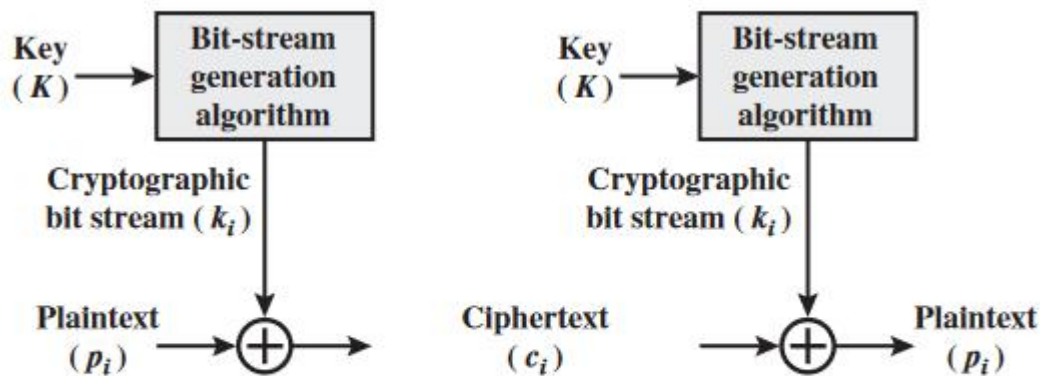 Key
( K )
Bit-stream
generation
algorithm
Cryptographic
bit stream ( kᵢ )
Plaintext
( pᵢ )
Key
( K )
Bit-stream
generation
algorithm
Cryptographic
bit stream ( kᵢ )
Ciphertext
( cᵢ )
Plaintext
( pᵢ )